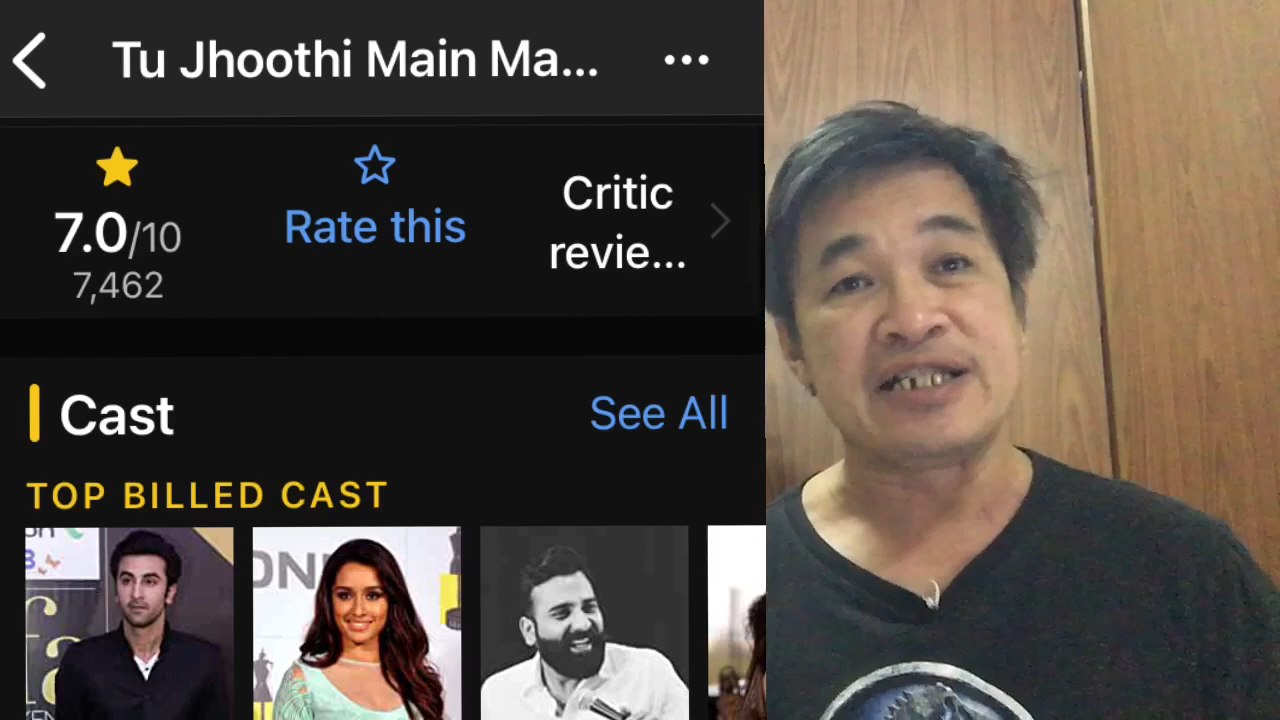 Tu Jhoothi Main Ma...
7.0/10
7,462
Rate this
Critic
revie...
Cast
See All
TOP BILLED CAST